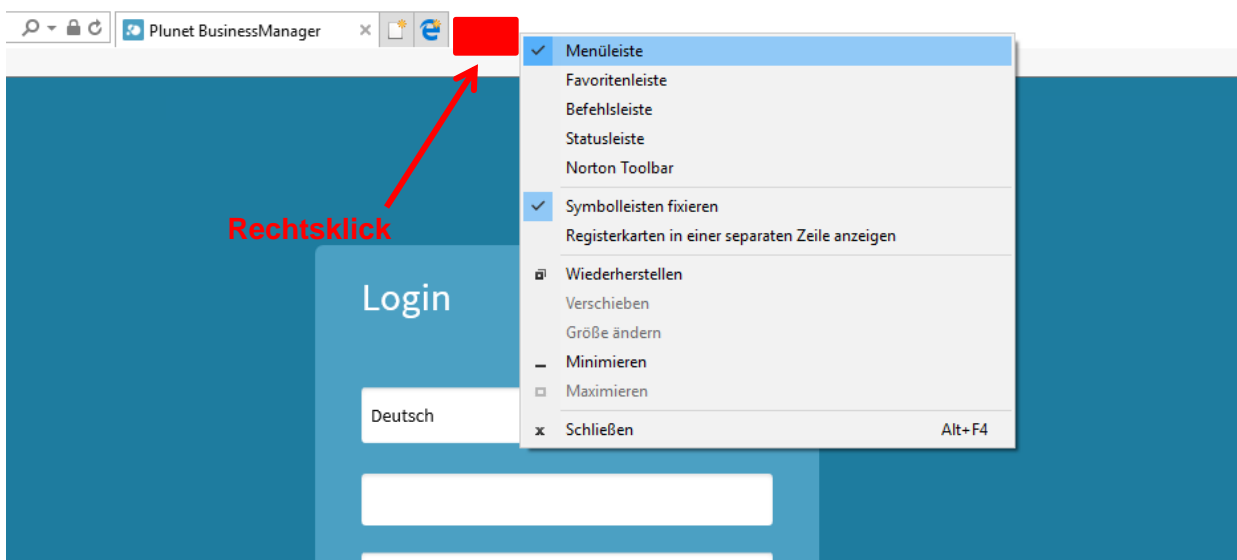 Plunet BusinessManager
Menüleiste
Favoritenleiste
Befehlsleiste
Statusleiste
Norton Toolbar
Symbolleisten fixieren
Registerkarten in einer separaten Zeile anzeigen
Wiederherstellen
Verschieben
Größe ändern
Minimieren
Maximieren
Schließen Alt+F4
Rechtsklick
Login
Deutsch